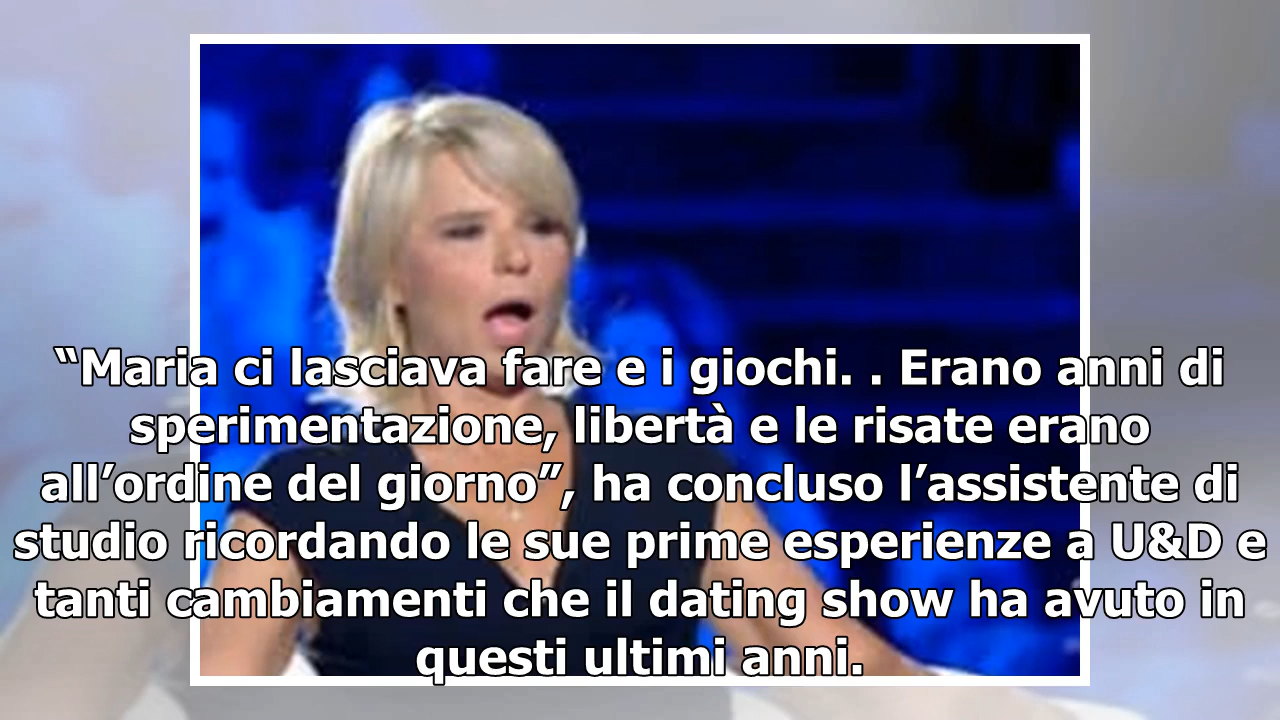 “Maria ci lasciava fare e i giochi. . Erano anni di
sperimentazione, libertà e le risate erano
all’ordine del giorno”, ha concluso l’assistente di
studio ricordando le sue prime esperienze a U&D e
tanti cambiamenti che il dating show ha avuto in
questi ultimi anni.